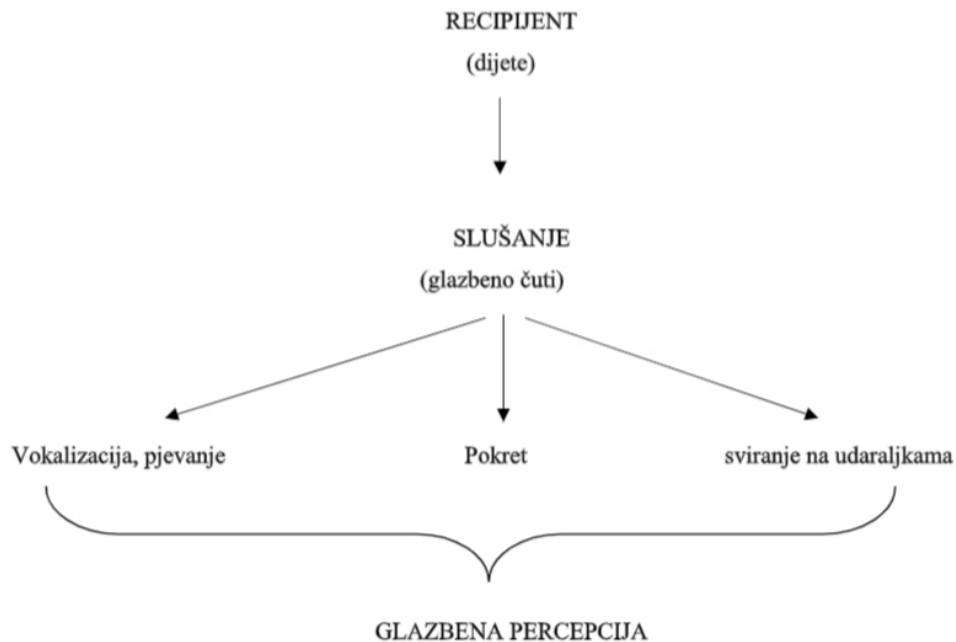 RECIPIJENT
(dijete)
SLUŠANJE
(glazbeno čuti)
Vokalizacija, pjevanje
Pokret
sviranje na udaraljkama
GLAZBENA PERCEPCIJA